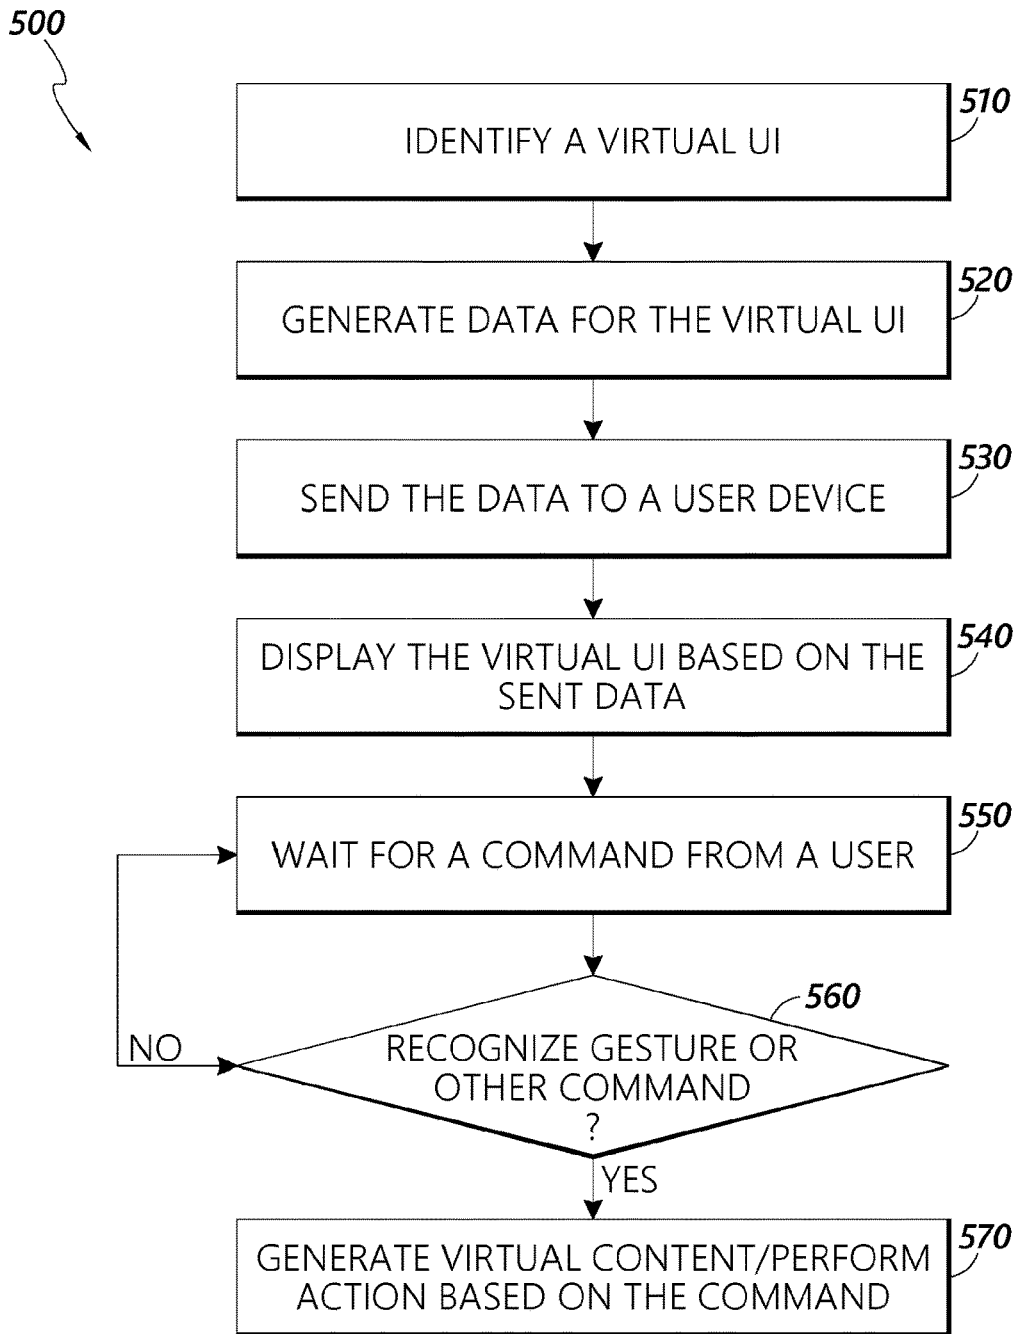 500
510
IDENTIFY A VIRTUAL UI
520
GENERATE DATA FOR THE VIRTUAL UI
530
SEND THE DATA TO A USER DEVICE
540
DISPLAY THE VIRTUAL UI BASED ON THE
SENT DATA
550
WAIT FOR A COMMAND FROM A USER
560
RECOGNIZE GESTURE OR
OTHER COMMAND
?
NO
YES
570
GENERATE VIRTUAL CONTENT/PERFORM
ACTION BASED ON THE COMMAND